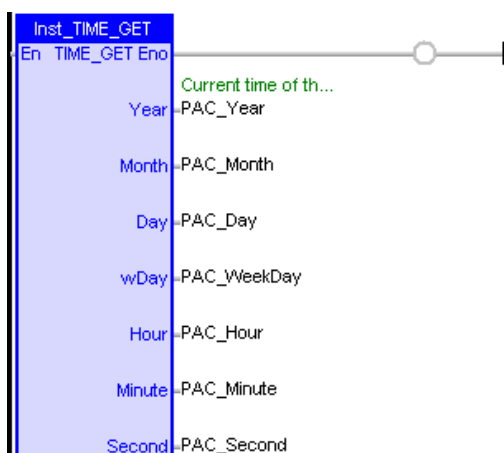 Inst_TIME_GET
En TIME_GET Eno
Current time of th...
Year PAC_Year
Month PAC_Month
Day PAC_Day
wDay PAC_WeekDay
Hour PAC_Hour
Minute PAC_Minute
Second PAC_Second